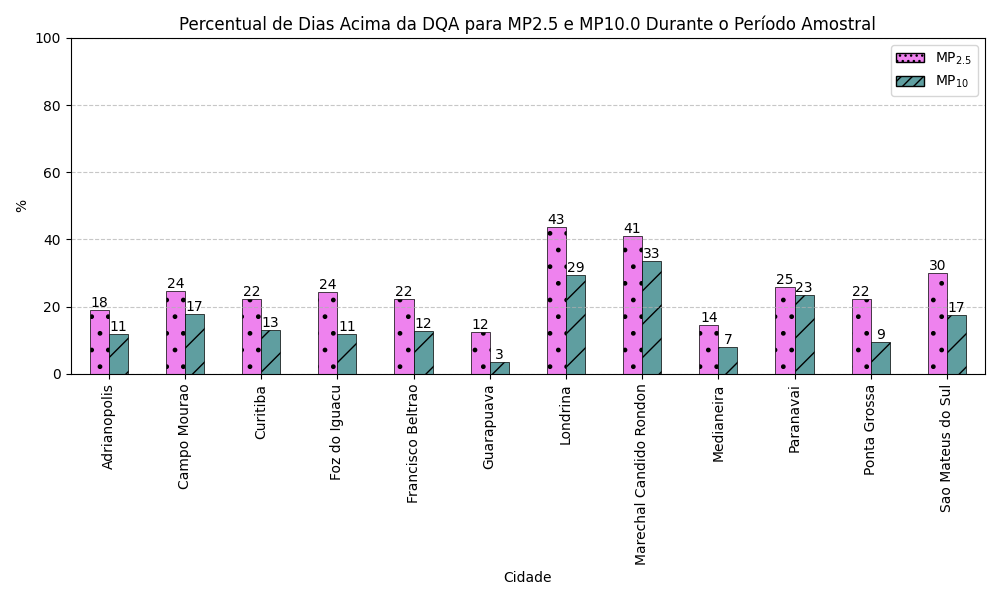 Percentual de Dias Acima da DQA para MP2.5 e MP10.0 Durante o Período Amostral
100
80
60
40
20
0
%
MP2.5
MP10
18
11
24
17
22
13
24
11
22
12
12
3
43
29
41
33
14
7
25
23
22
9
30
17
Adrianopolis
Campo Mourao
Curitiba
Foz do Iguacu
Francisco Beltrao
Guarapuava
Londrina
Marechal Candido Rondon
Medianeira
Paranavai
Ponta Grossa
Sao Mateus do Sul
Cidade